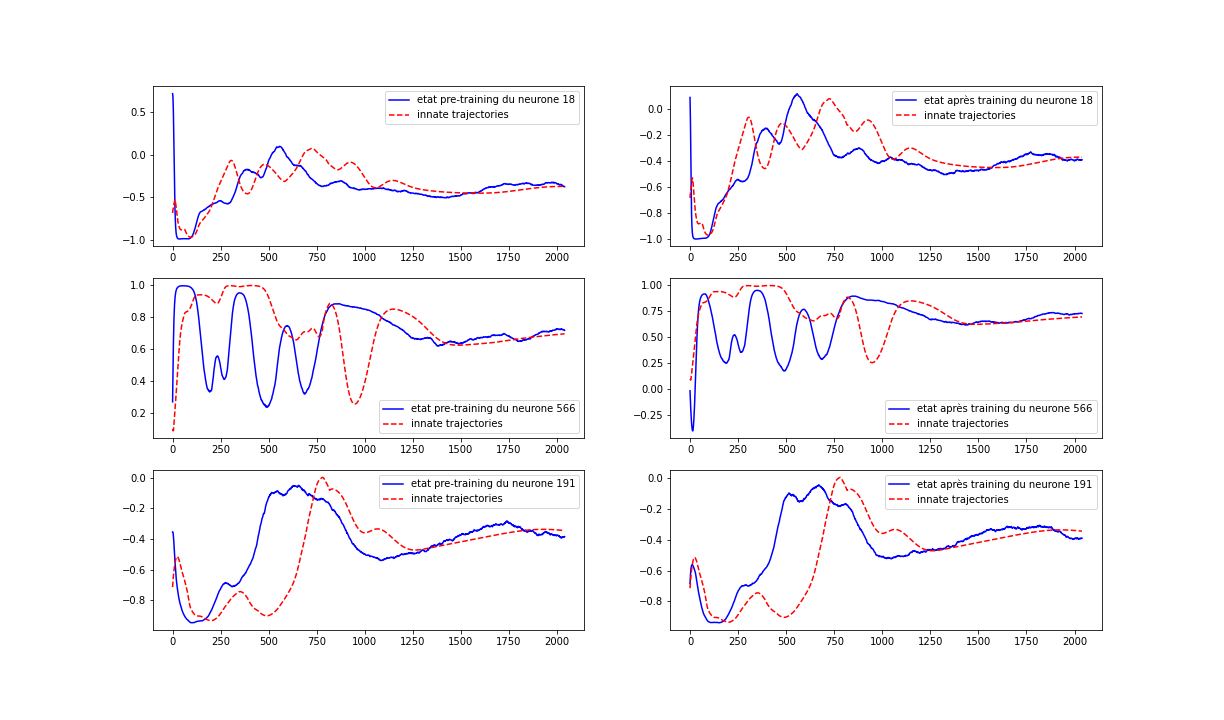 etat pre-training du neurone 18
innate trajectories
0.5
0.0
−0.5
−1.0
0 250 500 750 1000 1250 1500 1750 2000
etat après training du neurone 18
innate trajectories
0.0
−0.2
−0.4
−0.6
−0.8
−1.0
0 250 500 750 1000 1250 1500 1750 2000
1.0
0.8
0.6
0.4
0.2
etat pre-training du neurone 566
innate trajectories
0 250 500 750 1000 1250 1500 1750 2000
1.00
0.75
0.50
0.25
0.00
−0.25
etat après training du neurone 566
innate trajectories
0 250 500 750 1000 1250 1500 1750 2000
etat pre-training du neurone 191
innate trajectories
0.0
−0.2
−0.4
−0.6
−0.8
0 250 500 750 1000 1250 1500 1750 2000
etat après training du neurone 191
innate trajectories
0.0
−0.2
−0.4
−0.6
−0.8
0 250 500 750 1000 1250 1500 1750 2000